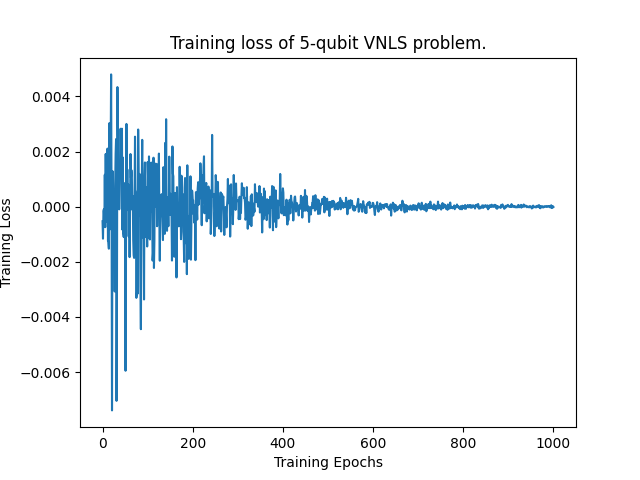 Training loss of 5-qubit VNLS problem.
0.004
0.002
0.000
−0.002
−0.004
−0.006
Training Loss
0 200 400 600 800 1000
Training Epochs